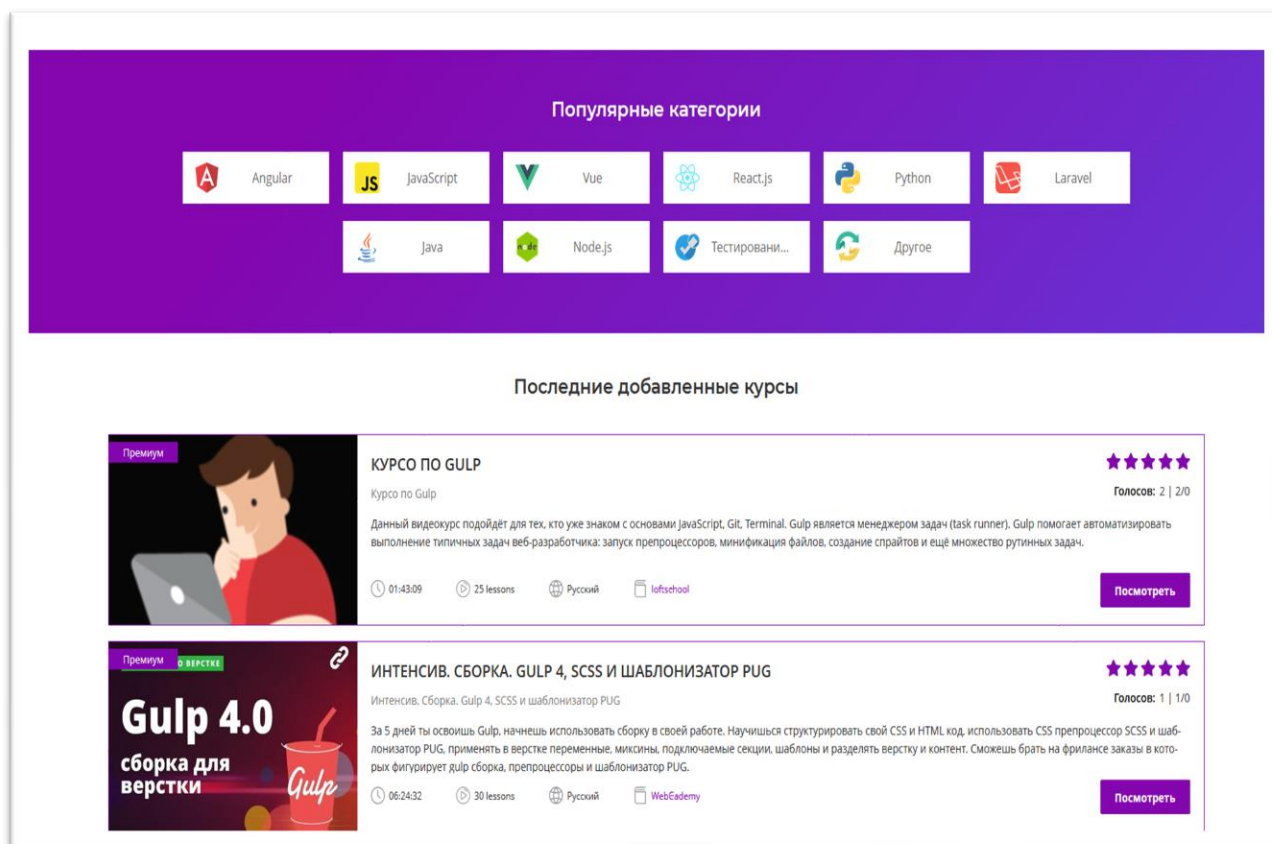 Популярные категории
Angular
JS
JavaScript
Vue
React.js
Python
Laravel
Java
node
Node.js
Тестировани...
Другое
Последние добавленные курсы
Премиум
КУРСО ПО GULP
Курсо по Gulp
Голосов: 2 | 2/0
Данный видеокурс подойдёт для тех, кто уже знаком с основами JavaScript, Git, Terminal. Gulp является менеджером задач (task runner). Gulp помогает автоматизировать
выполнение типичных задач веб-разработчика: запуск препроцессоров, минификация файлов, создание спрайтов и ещё множество рутинных задач.
01:43:09
25 lessons
Русский
loftschool
Посмотреть
Премиум
О ВЕРСТКЕ
Gulp 4.0
сборка для
верстки
Gulp
ИНТЕНСИВ. СБОРКА. GULP 4, SCSS И ШАБЛОНИЗАТОР PUG
Интенсив. Сборка. Gulp 4, SCSS и шаблонизатор PUG
Голосов: 1 | 1/0
За 5 дней ты освоишь Gulp, начнешь использовать сборку в своей работе. Научишься структурировать свой CSS и HTML код, использовать CSS препроцессор SCSS и шаб-
лонизатор PUG, применять в верстке переменные, миксины, подключаемые секции, шаблоны и разделять верстку и контент. Сможешь брать на фрилансе заказы в кото-
рых фигурирует gulp сборка, препроцессоры и шаблонизатор PUG.
06:24:32
30 lessons
Русский
WebCademy
Посмотреть